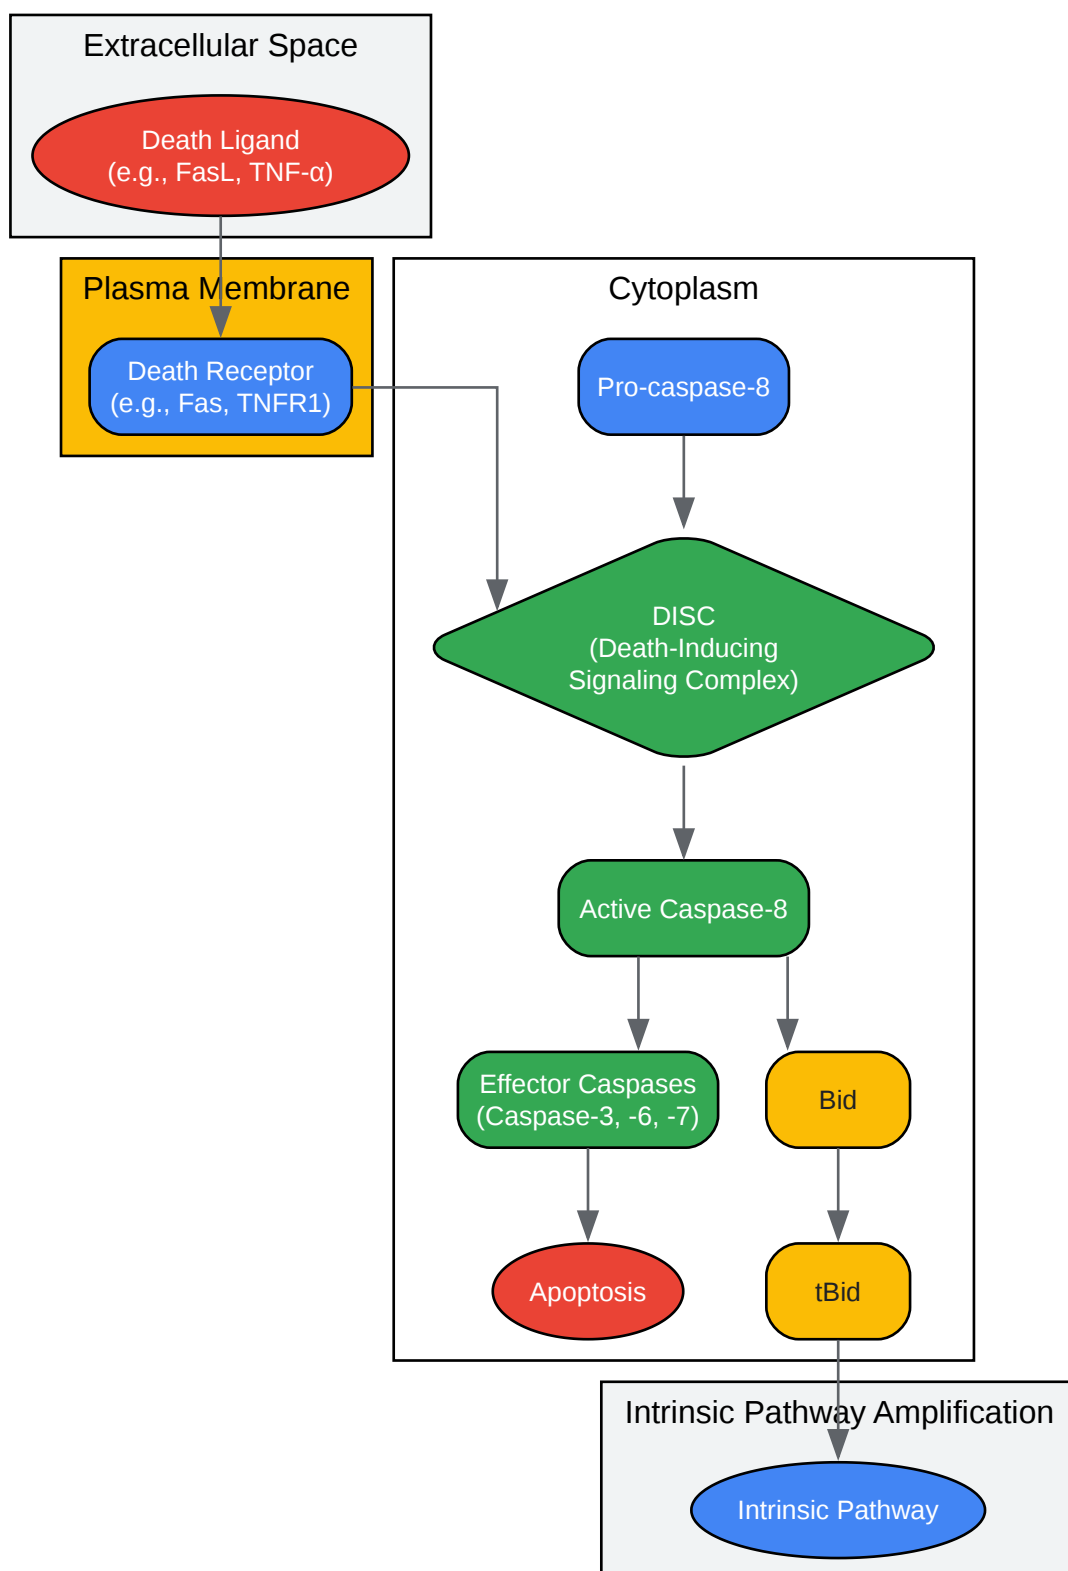 Extracellular Space
Death Ligand
(e.g., FasL, TNF-α)
Plasma Membrane
Death Receptor
(e.g., Fas, TNFR1)
Cytoplasm
Pro-caspase-8
DISC
(Death-Inducing
Signaling Complex)
Active Caspase-8
Effector Caspases
(Caspase-3, -6, -7)
Bid
Apoptosis
tBid
Intrinsic Pathway Amplification
Intrinsic Pathway